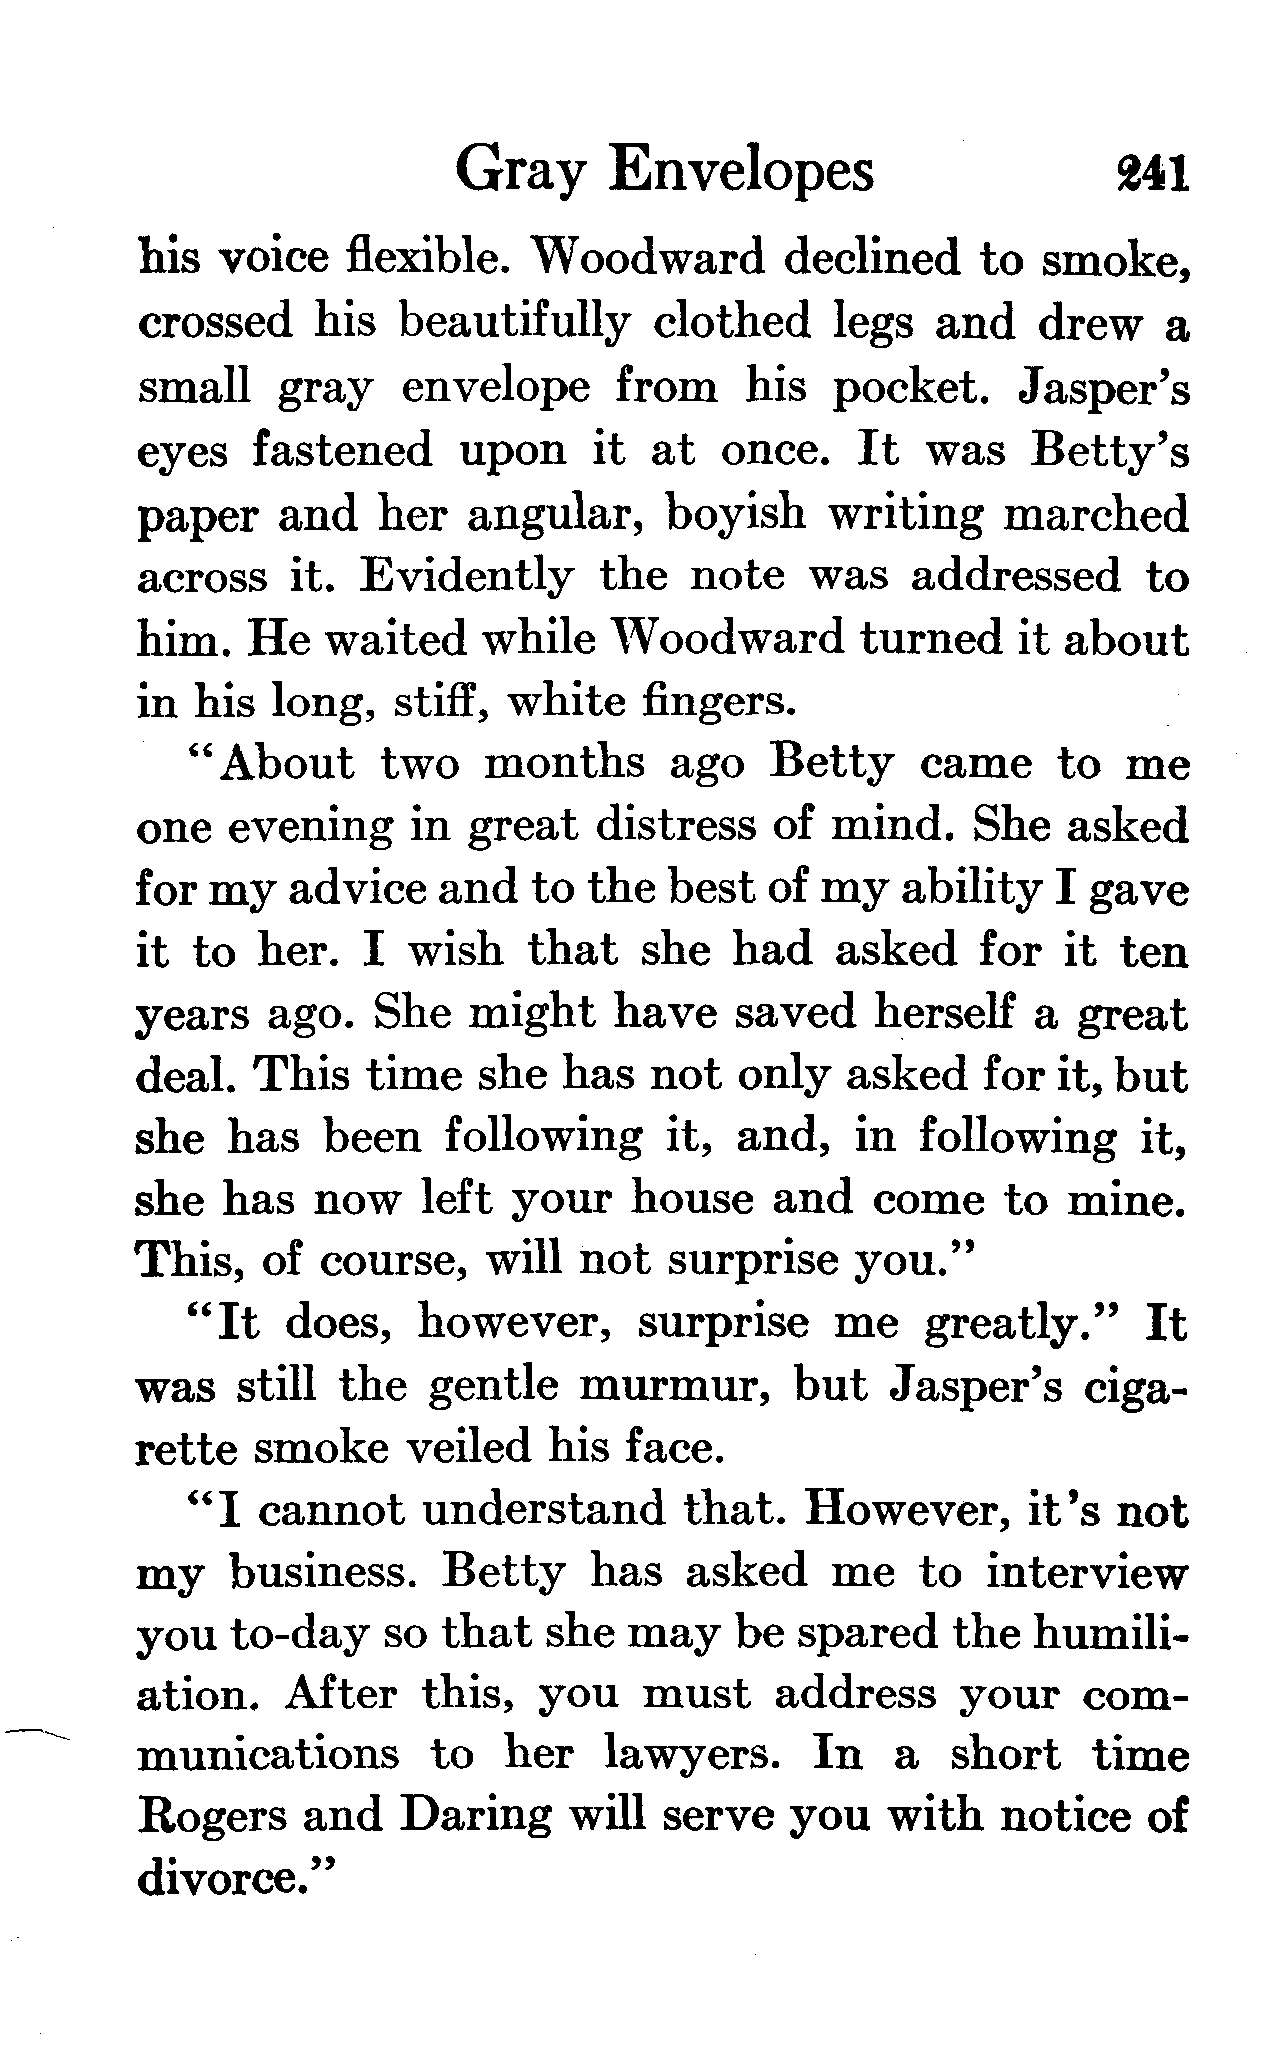 Gray Envelopes 241
his voice flexible. Woodward declined to smoke,
crossed his beautifully clothed legs and drew a
small gray envelope from his pocket. Jasper's
eyes fastened upon it at once. It was Betty's
paper and her angular, boyish writing marched
across it. Evidently the note was addressed to
him. He waited while Woodward turned it about
in his long, stiff, white fingers.
“About two months ago Betty came to me
one evening in great distress of mind. She asked
for my advice and to the best of my ability I gave
it to her. I wish that she had asked for it ten
years ago. She might have saved herself a great
deal. This time she has not only asked for it, but
she has been following it, and, in following it,
she has now left your house and come to mine.
This, of course, will not surprise you.”
“It does, however, surprise me greatly.” It
was still the gentle murmur, but Jasper's ciga-
rette smoke veiled his face.
“I cannot understand that. However, it's not
my business. Betty has asked me to interview
you to-day so that she may be spared the humili-
ation. After this, you must address your com-
munications to her lawyers. In a short time
Rogers and Daring will serve you with notice of
divorce.”